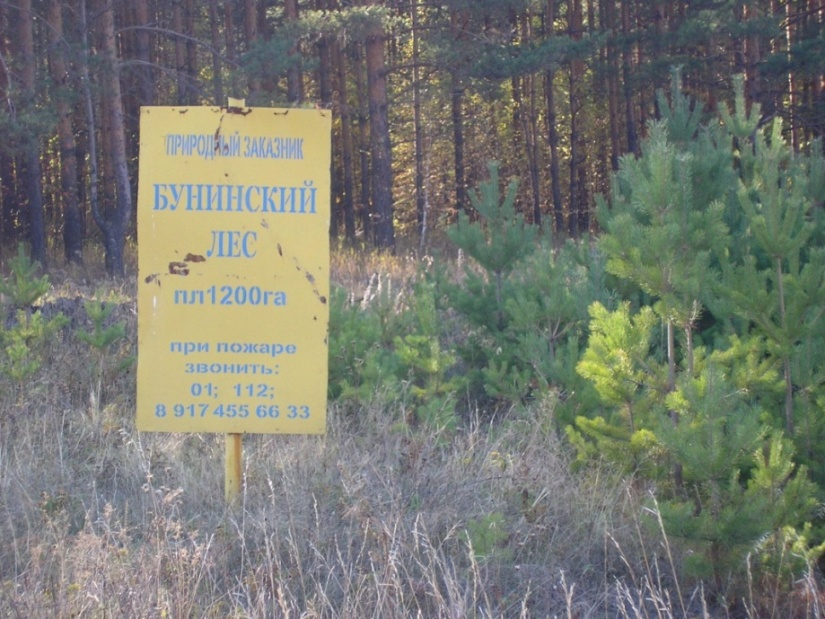 ПРИРОДНЫЙ ЗАКАЗНИК
БУНИНСКИЙ
ЛЕС
пл1200га
при пожаре
звонить:
01; 112;
8 917 455 66 33